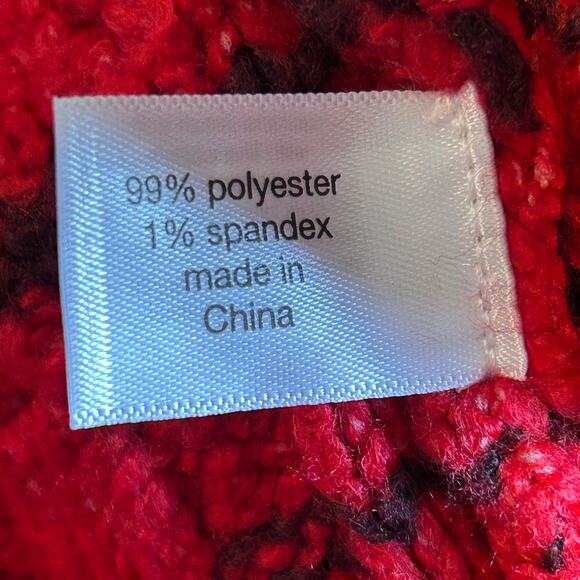 99% polyester
1% spandex
made in
China